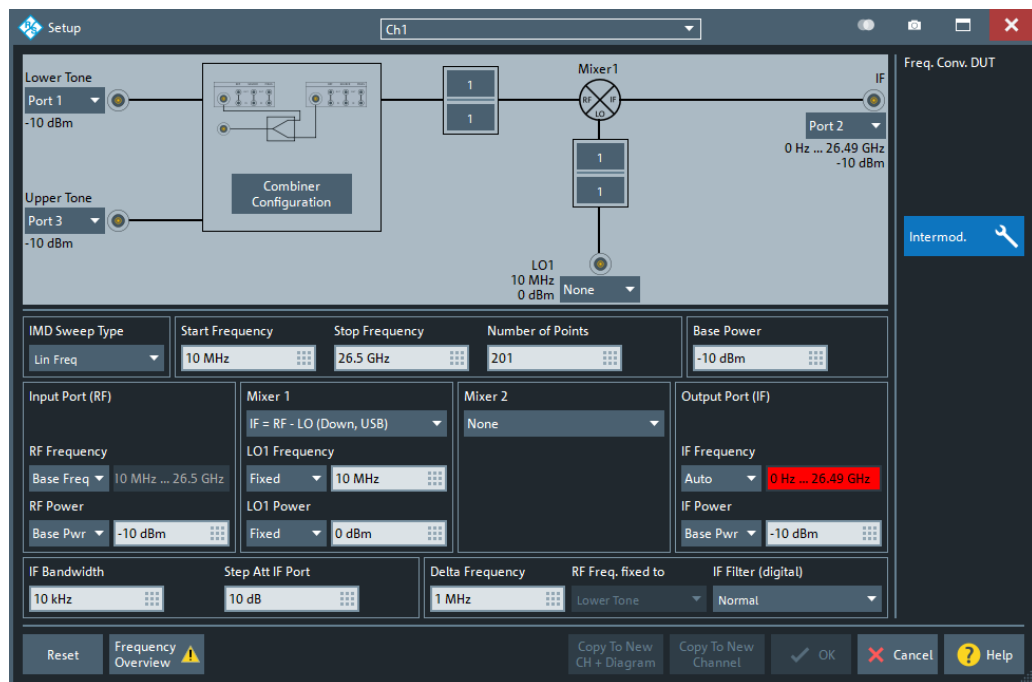 Setup
Ch1
Freq. Conv. DUT
Intermod.
Lower Tone
Port 1
-10 dBm
Upper Tone
Port 3
-10 dBm
Combiner
Configuration
1
1
Mixer1
RF
IF
LO
1
1
LO1
10 MHz
0 dBm
None
IF
Port 2
0 Hz ... 26.49 GHz
-10 dBm
IMD Sweep Type
Lin Freq
Start Frequency
10 MHz
Stop Frequency
26.5 GHz
Number of Points
201
Base Power
-10 dBm
Input Port (RF)
RF Frequency
Base Freq
10 MHz ... 26.5 GHz
RF Power
Base Pwr
-10 dBm
Mixer 1
IF = RF - LO (Down, USB)
LO1 Frequency
Fixed
10 MHz
LO1 Power
Fixed
0 dBm
Mixer 2
None
Output Port (IF)
IF Frequency
Auto
0 Hz ... 26.49 GHz
IF Power
Base Pwr
-10 dBm
IF Bandwidth
10 kHz
Step Att IF Port
10 dB
Delta Frequency
1 MHz
RF Freq. fixed to
Lower Tone
IF Filter (digital)
Normal
Reset
Frequency
Overview
Copy To New
CH + Diagram
Copy To New
Channel
OK
Cancel
Help